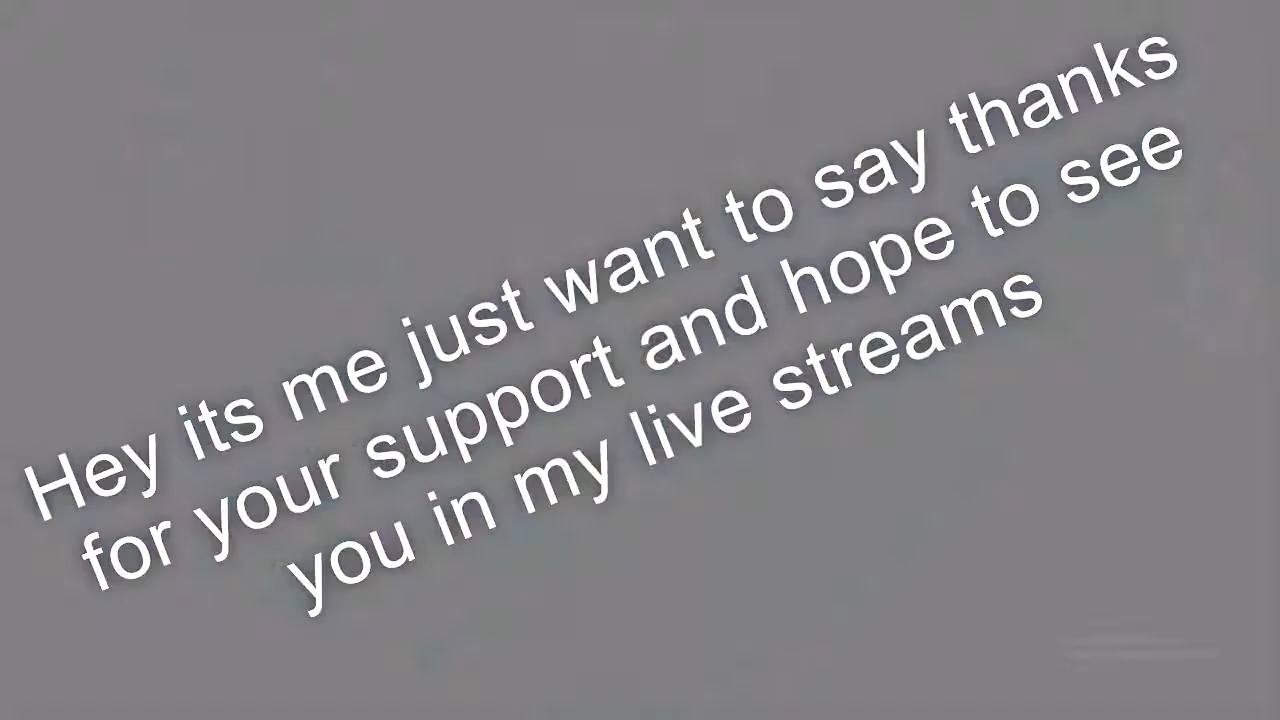 Hey its me just want to say thanks
for your support and hope to see
you in my live streams